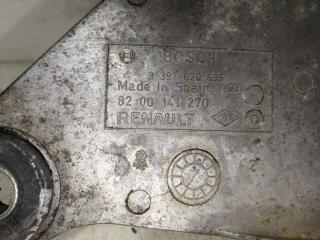 BOSCH
3 397 020 635
Made in Spain
82 00 141 270
RENAULT